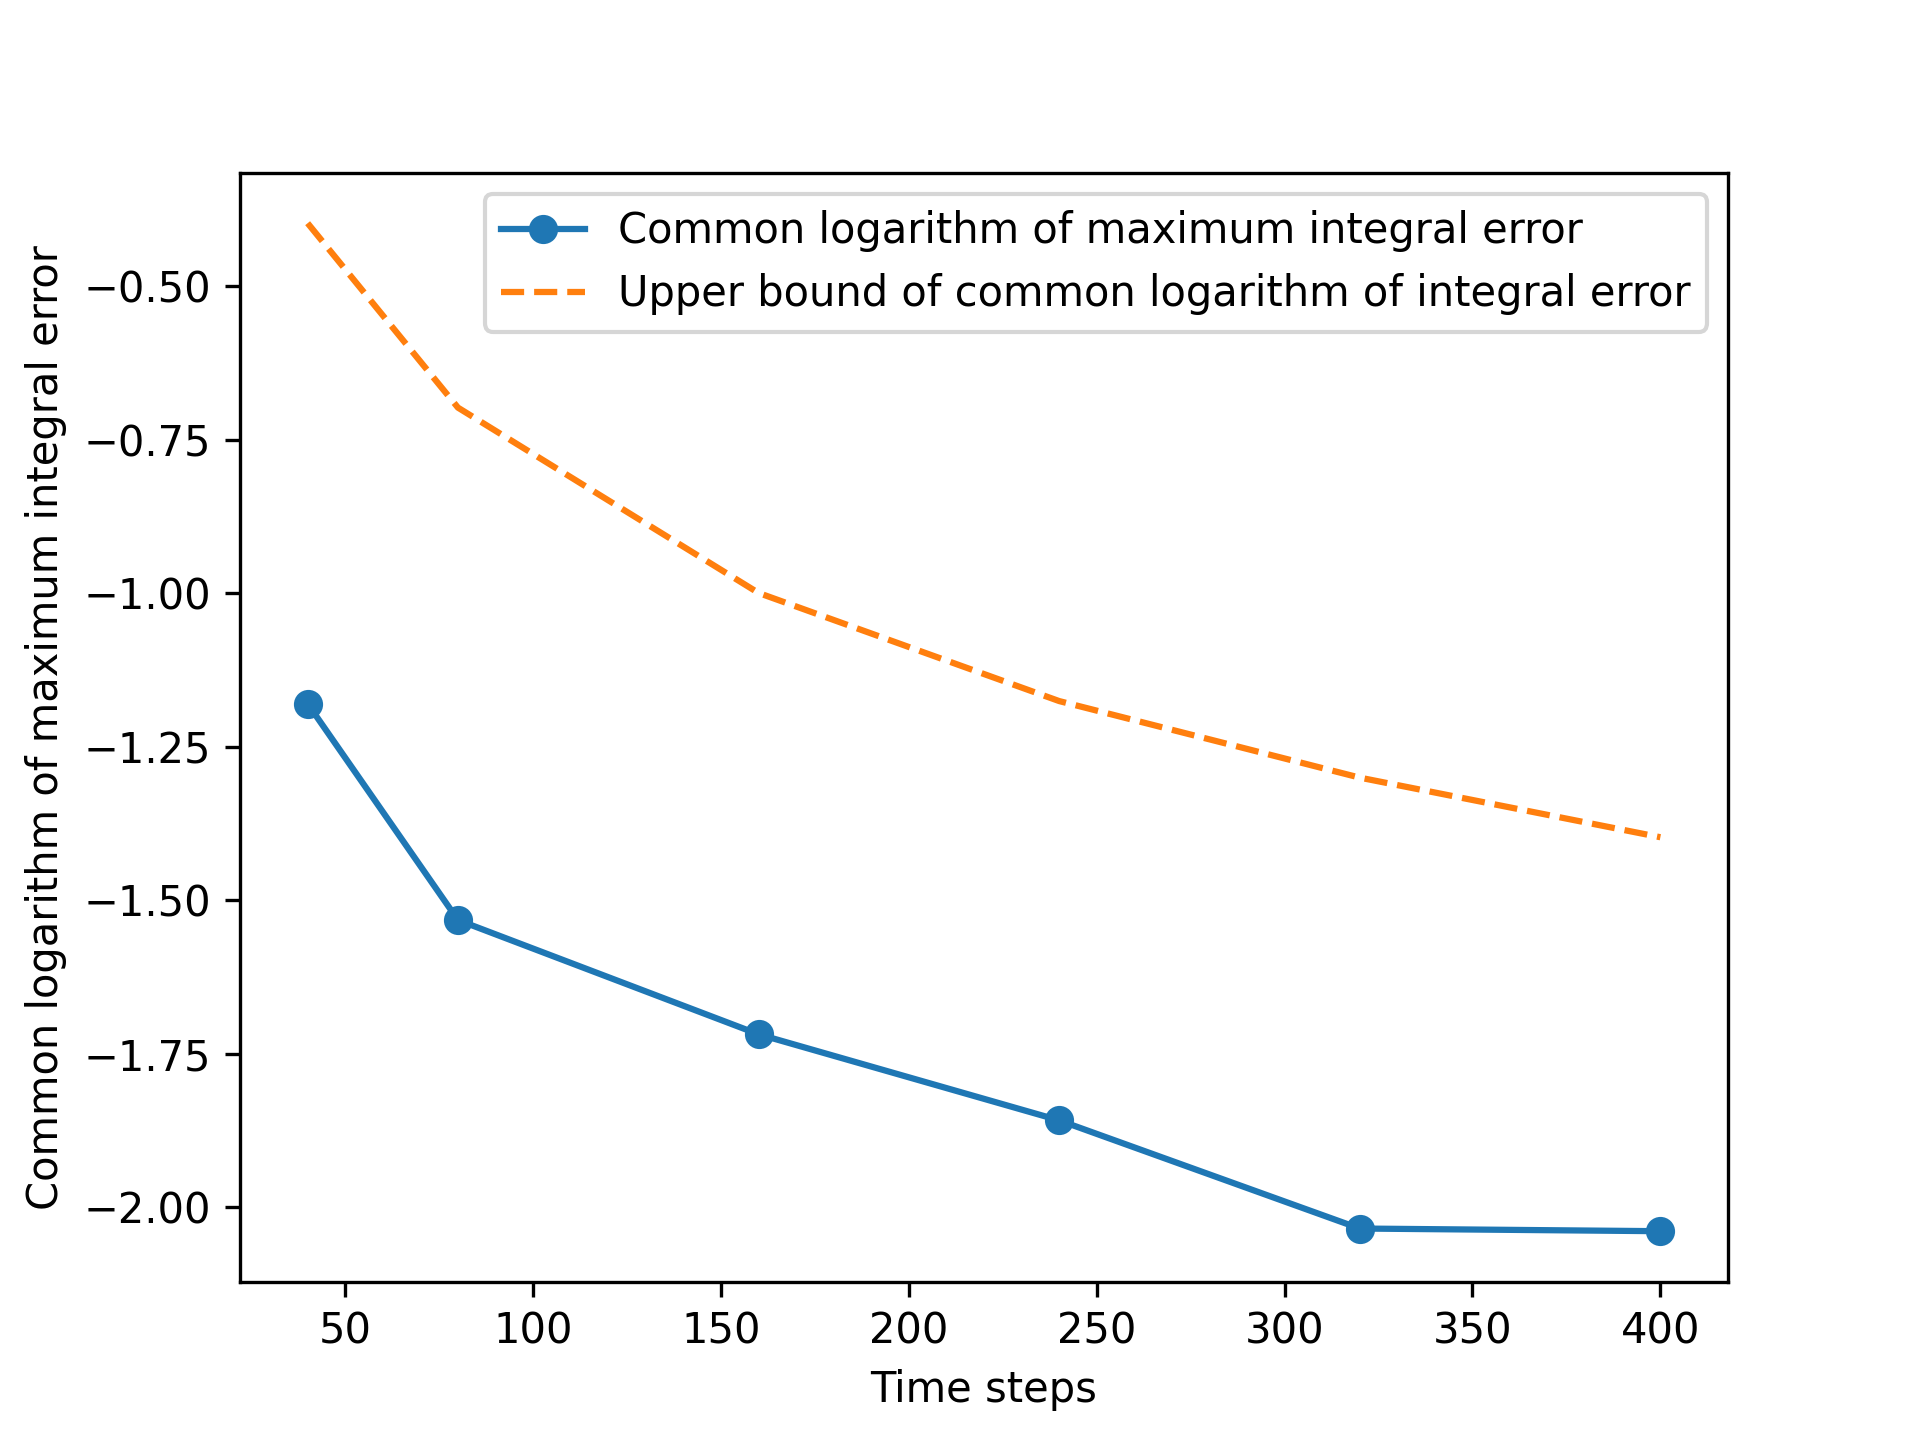 Common logarithm of maximum integral error
Upper bound of common logarithm of integral error
Common logarithm of maximum integral error
−0.50
−0.75
−1.00
−1.25
−1.50
−1.75
−2.00
50 100 150 200 250 300 350 400
Time steps